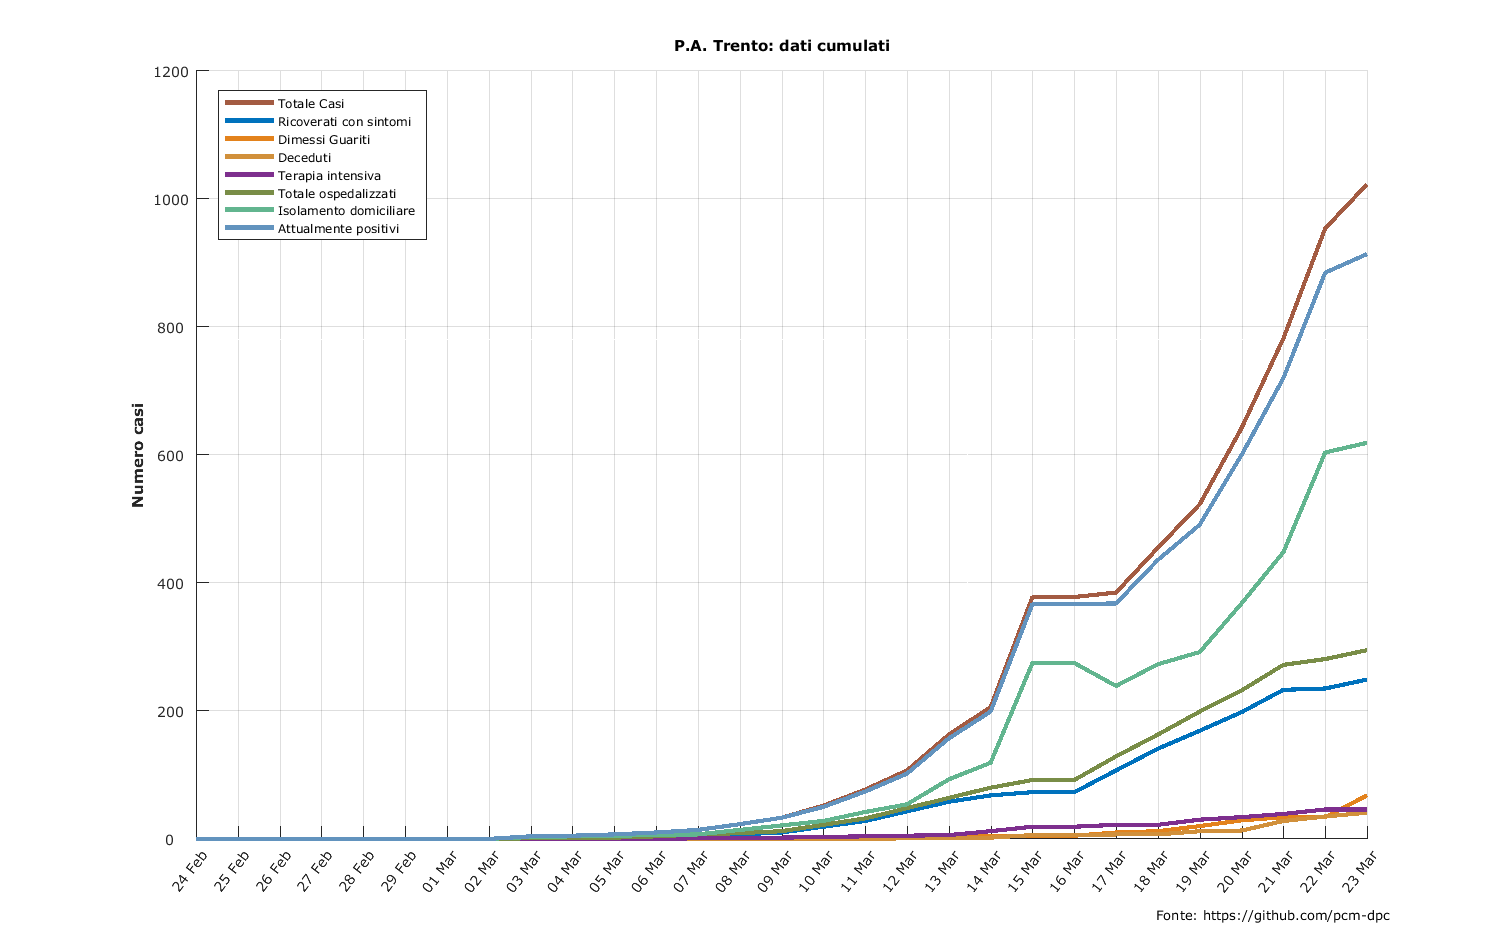 P.A. Trento: dati cumulati
1200
1000
800
600
400
200
0
Numero casi
Totale Casi
Ricoverati con sintomi
Dimessi Guariti
Deceduti
Terapia intensiva
Totale ospedalizzati
Isolamento domiciliare
Attualmente positivi
24 Feb
25 Feb
26 Feb
27 Feb
28 Feb
29 Feb
01 Mar
02 Mar
03 Mar
04 Mar
05 Mar
06 Mar
07 Mar
08 Mar
09 Mar
10 Mar
11 Mar
12 Mar
13 Mar
14 Mar
15 Mar
16 Mar
17 Mar
18 Mar
19 Mar
20 Mar
21 Mar
22 Mar
23 Mar
Fonte: https://github.com/pcm-dpc